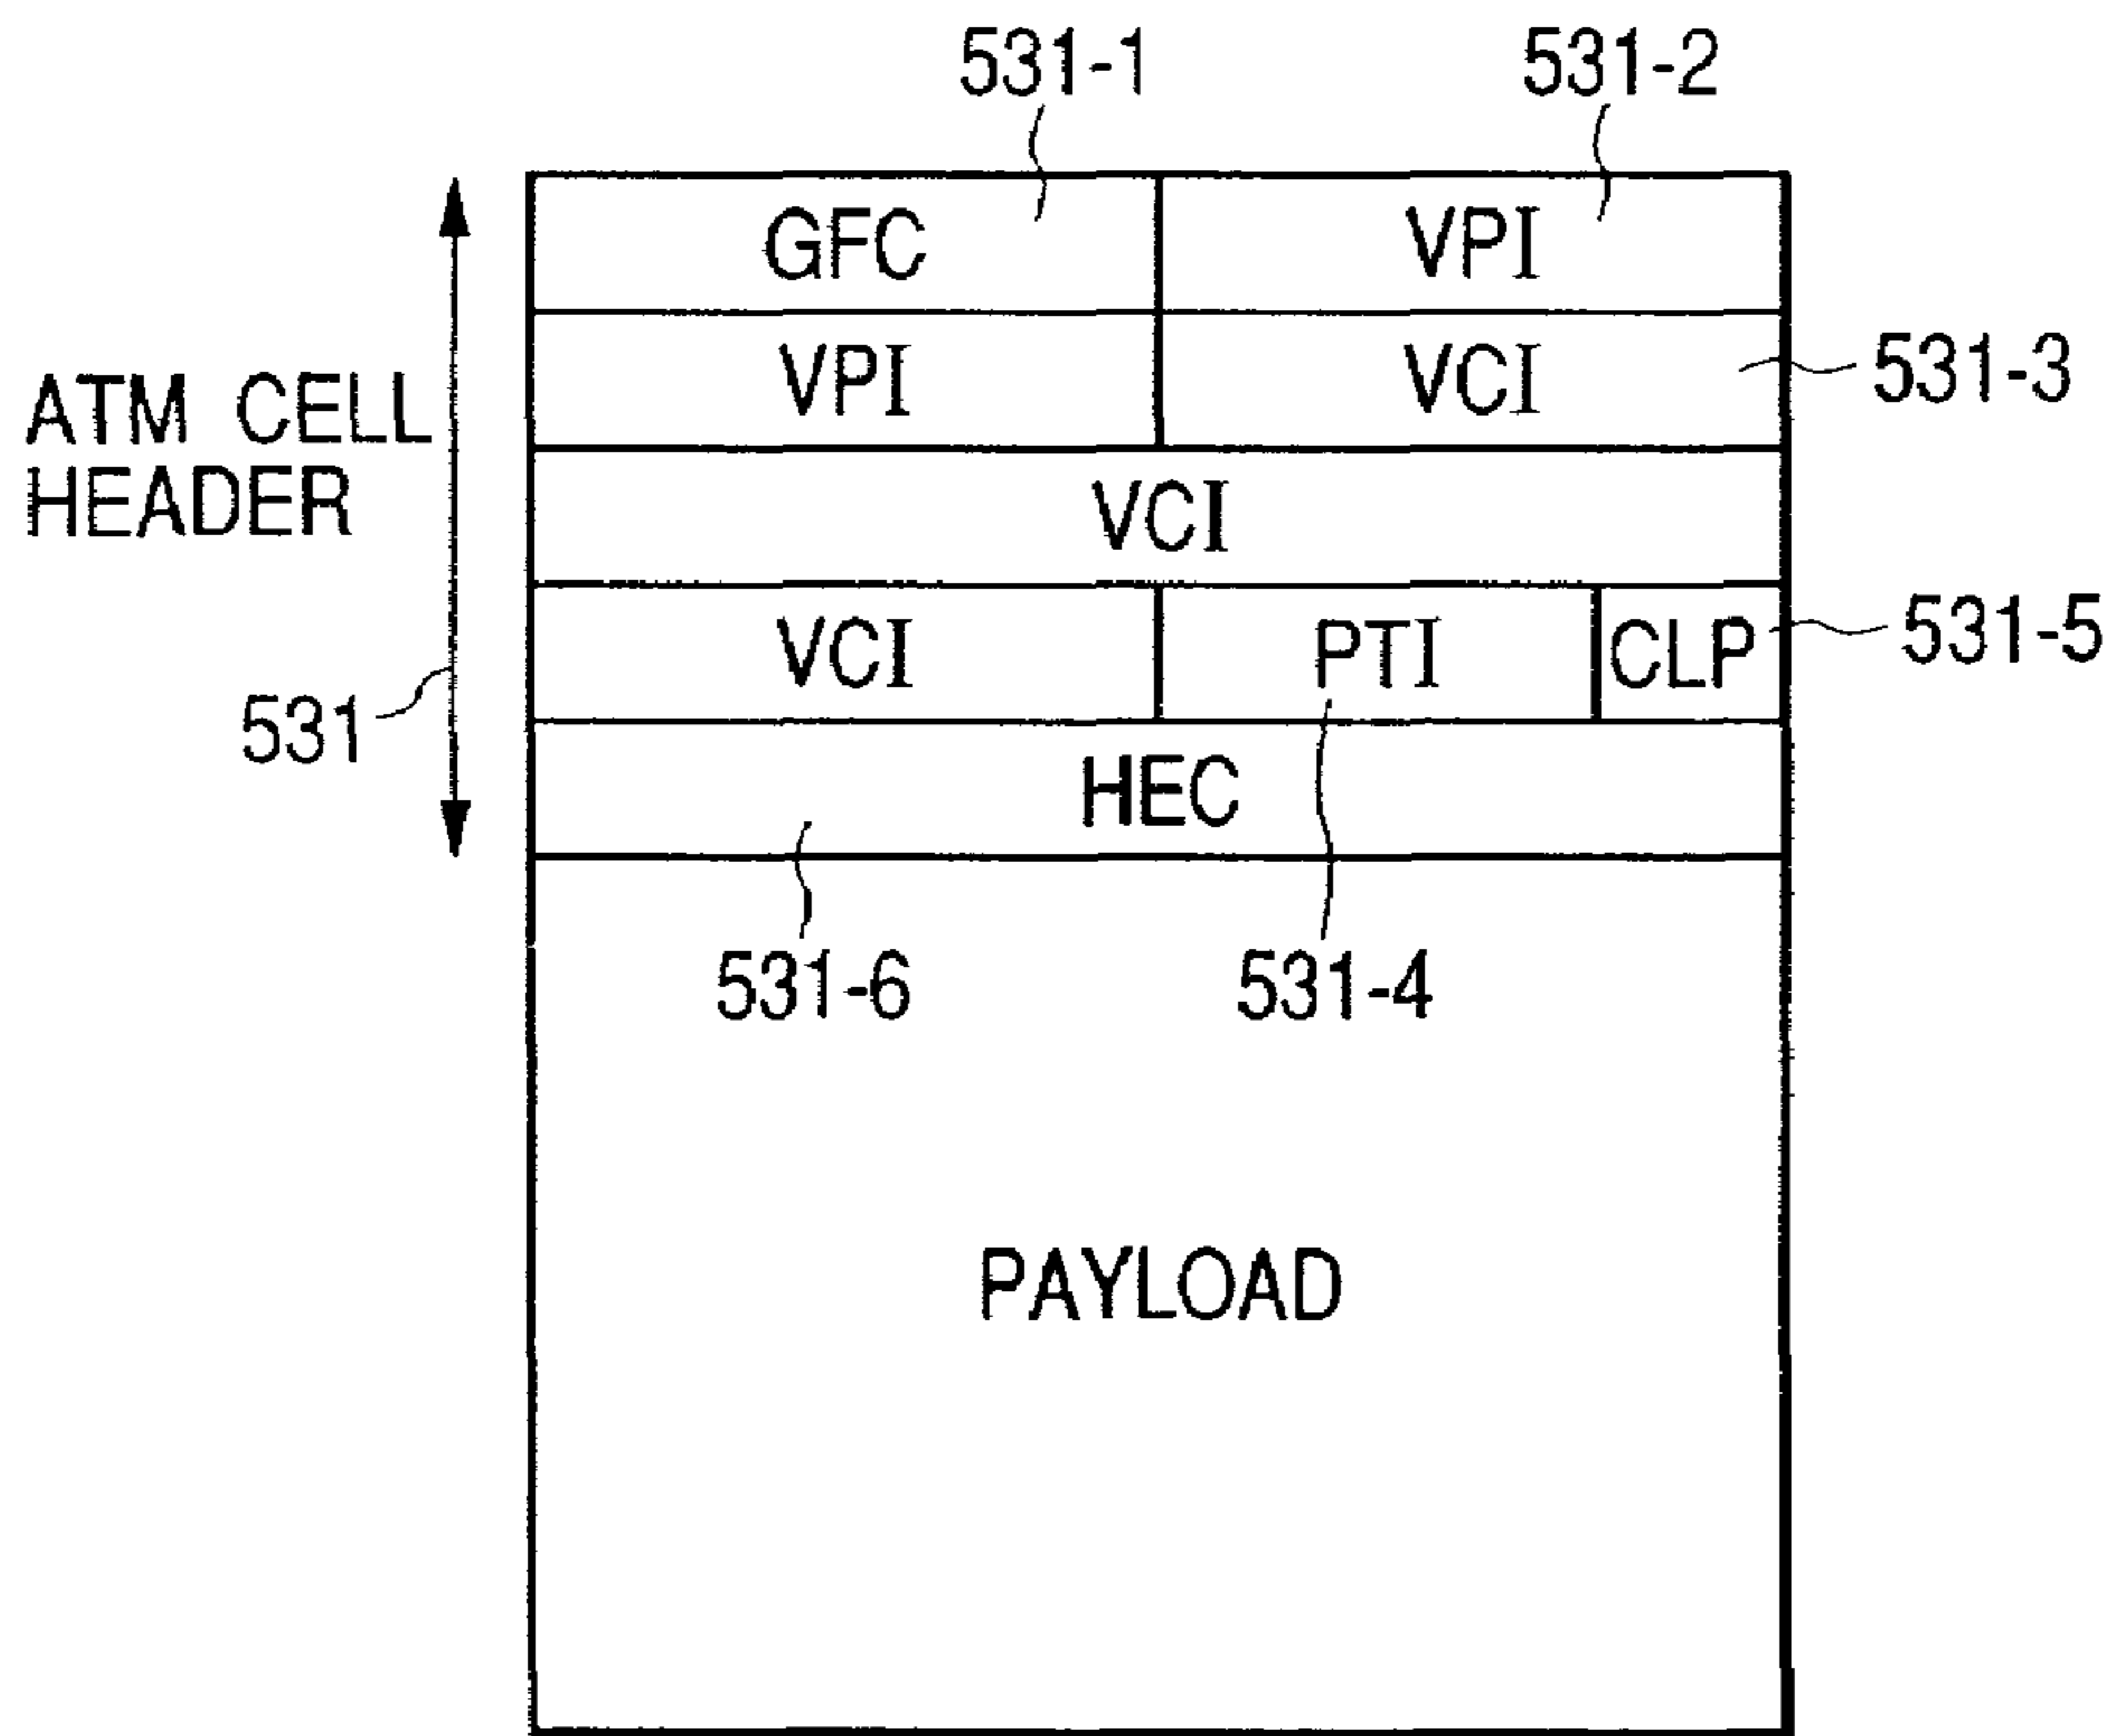 531-1 531-2
GFC VPI
VPI VCI 531-3
ATM CELL
HEADER
VCI
VCI PTI CLP 531-5
531
HEC
531-6 531-4
PAYLOAD